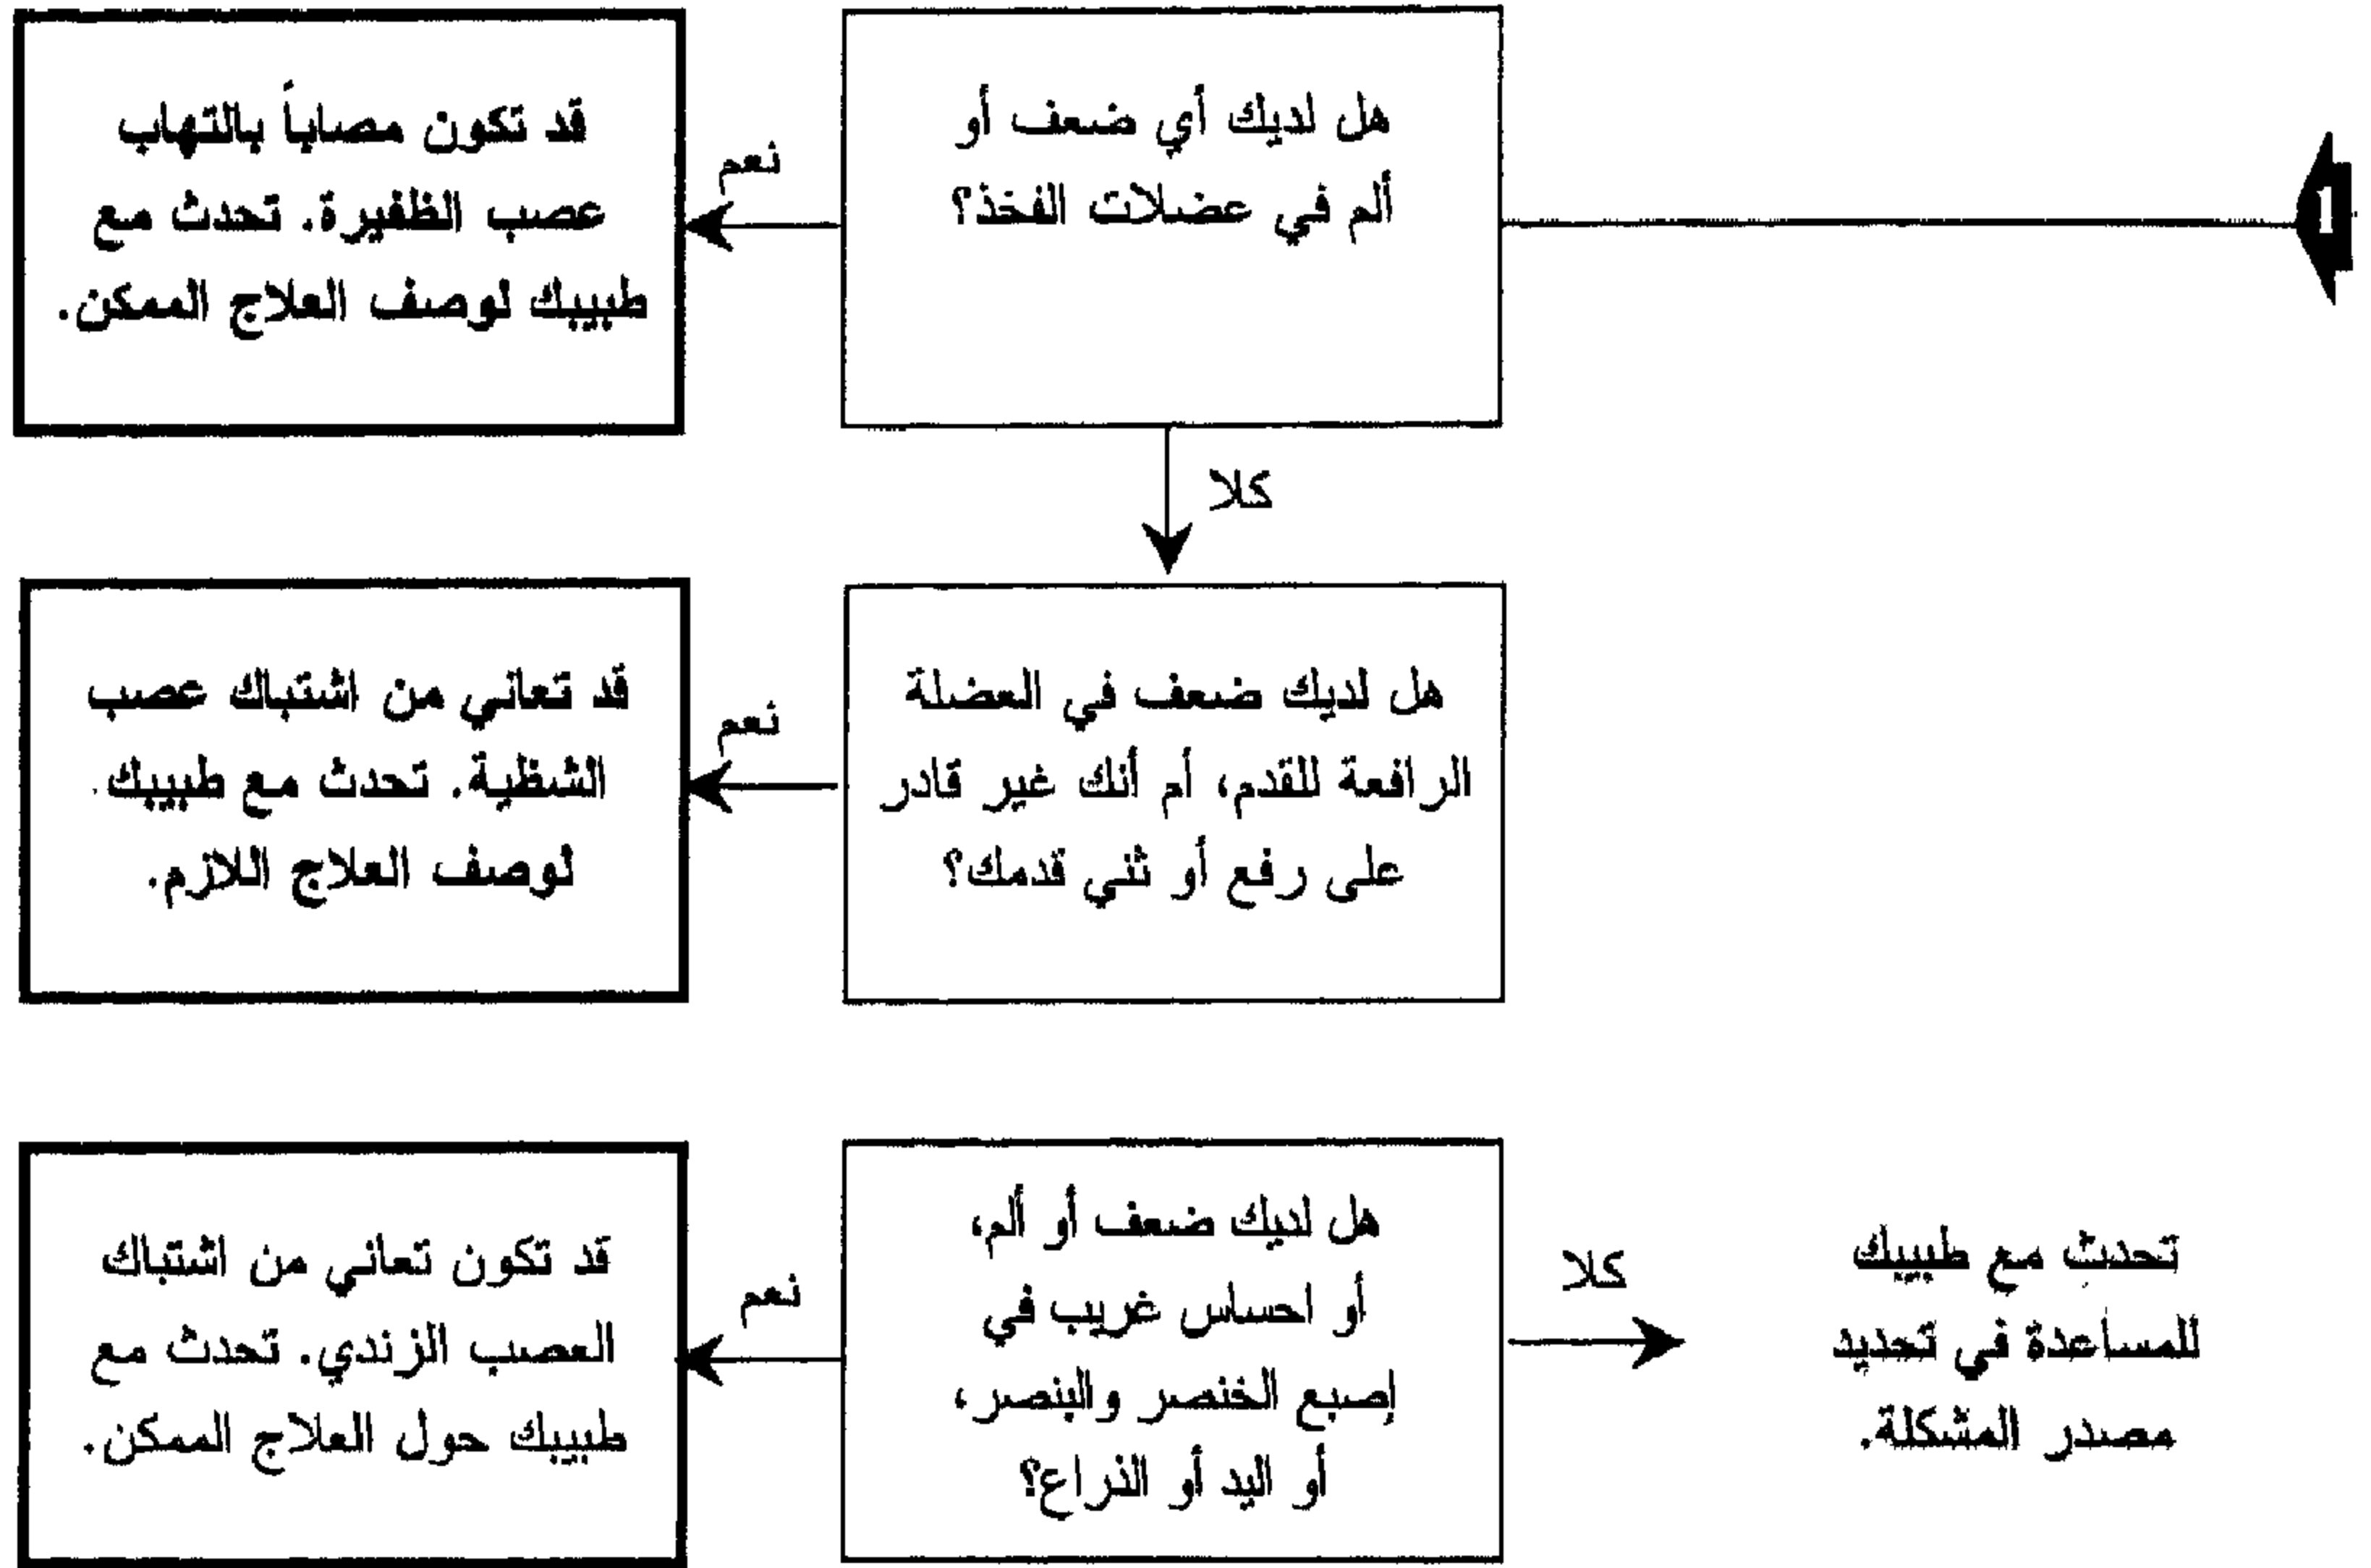 1
هل لديك أي ضعف أو
ألم في عضلات الفخذ؟
نعم
قد تكون مصاباً بالتهاب
عصب الظفيرة. تحدث مع
طبيبك لوصف العلاج الممكن.
كلا
هل لديك ضعف في العضلة
الرافعة للقدم، أم أنك غير قادر
على رفع أو ثني قدمك؟
نعم
قد تعاني من اشتباك عصب
الشظية. تحدث مع طبيبك
لوصف العلاج اللازم.
هل لديك ضعف أو ألم،
أو احساس غريب في
إصبع الخنصر والبنصر،
أو اليد أو الذراع؟
نعم
قد تكون تعاني من اشتباك
العصب الزندي. تحدث مع
طبيبك حول العلاج الممكن.
كلا
تحدث مع طبيبك
للمساعدة في تحديد
مصدر المشكلة.